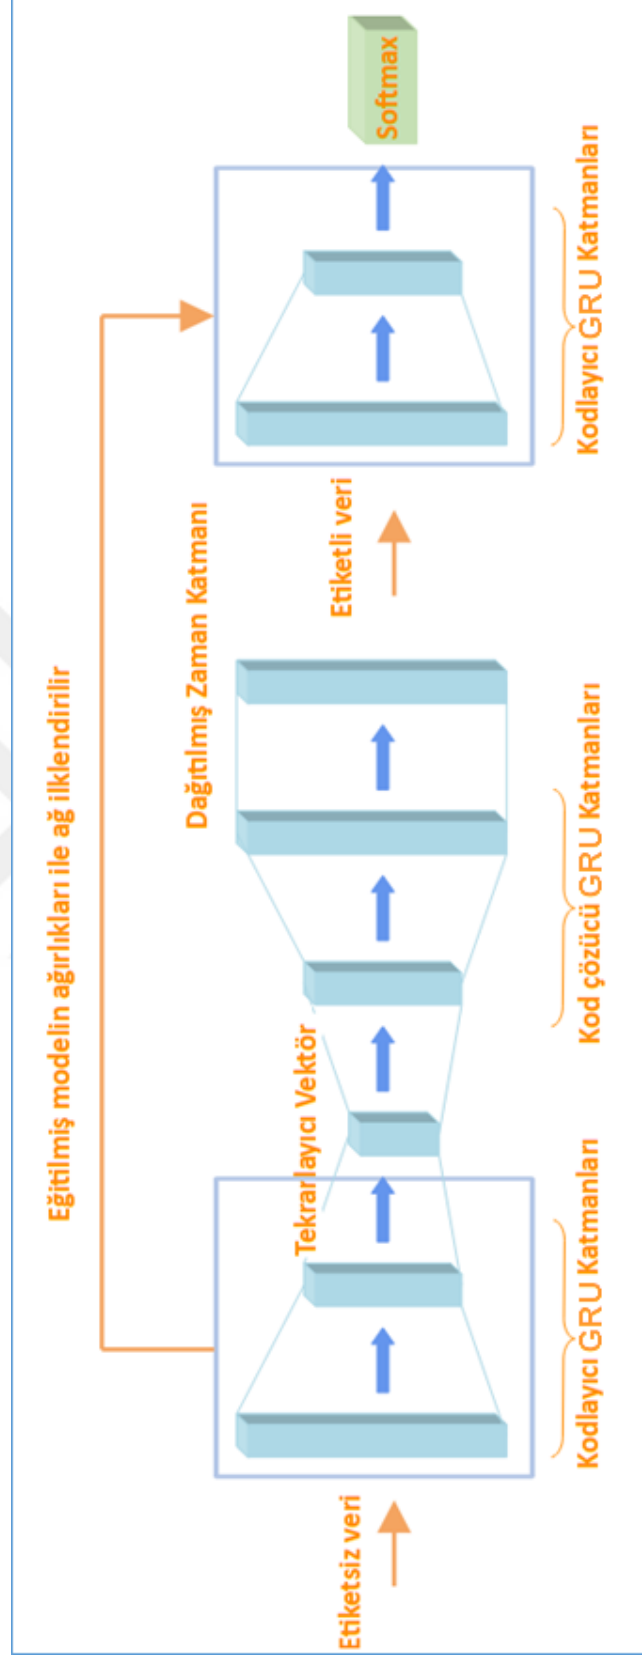 Eğitilmiş modelin ağırlıkları ile ağ ilklendirilir
Etiketsiz veri
Tekrarlayıcı Vektör
Dağıtılmış Zaman Katmanı
Etiketli veri
Softmax
Kodlayıcı GRU Katmanları
Kod çözücü GRU Katmanları
Kodlayıcı GRU Katmanları